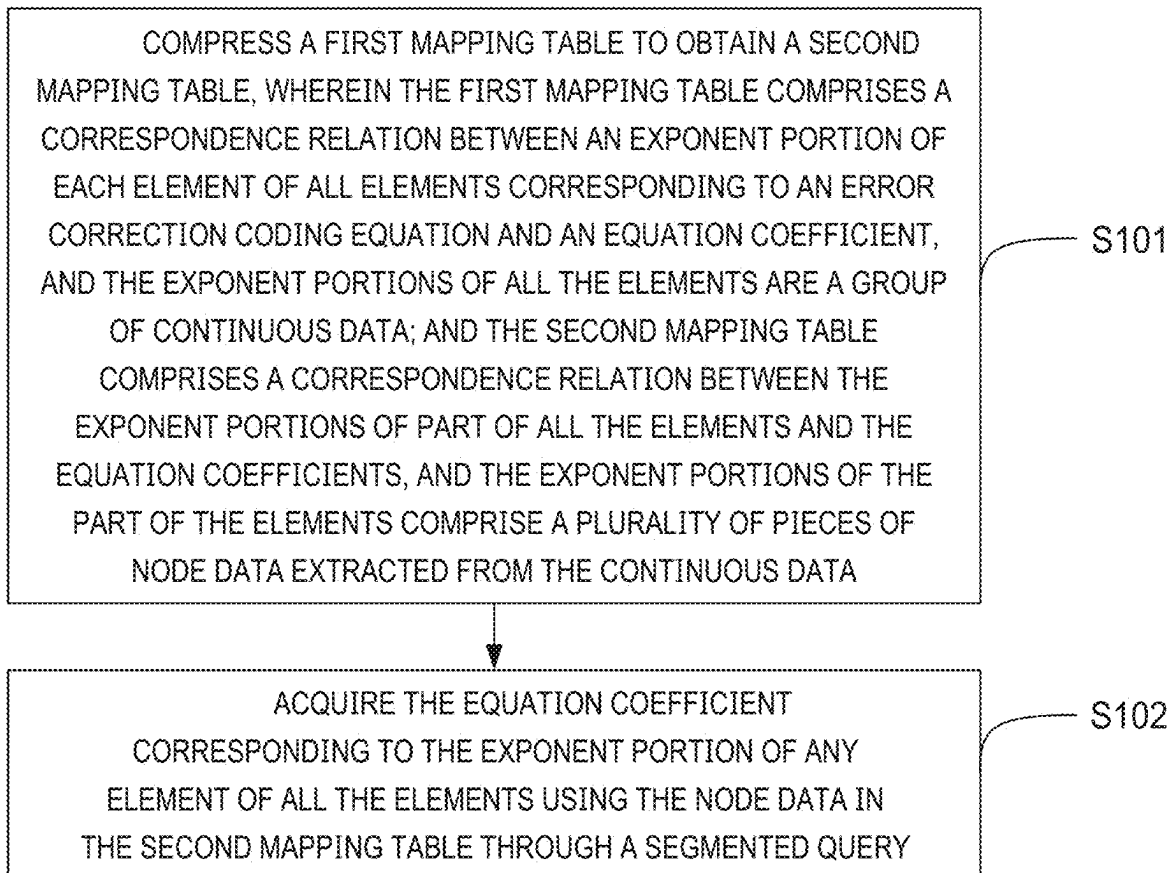 COMPRESS A FIRST MAPPING TABLE TO OBTAIN A SECOND
MAPPING TABLE, WHEREIN THE FIRST MAPPING TABLE COMPRISES A
CORRESPONDENCE RELATION BETWEEN AN EXPONENT PORTION OF
EACH ELEMENT OF ALL ELEMENTS CORRESPONDING TO AN ERROR
CORRECTION CODING EQUATION AND AN EQUATION COEFFICIENT,
AND THE EXPONENT PORTIONS OF ALL THE ELEMENTS ARE A GROUP
OF CONTINUOUS DATA; AND THE SECOND MAPPING TABLE
COMPRISES A CORRESPONDENCE RELATION BETWEEN THE
EXPONENT PORTIONS OF PART OF ALL THE ELEMENTS AND THE
EQUATION COEFFICIENTS, AND THE EXPONENT PORTIONS OF THE
PART OF THE ELEMENTS COMPRISE A PLURALITY OF PIECES OF
NODE DATA EXTRACTED FROM THE CONTINUOUS DATA
S101
ACQUIRE THE EQUATION COEFFICIENT
CORRESPONDING TO THE EXPONENT PORTION OF ANY
ELEMENT OF ALL THE ELEMENTS USING THE NODE DATA IN
THE SECOND MAPPING TABLE THROUGH A SEGMENTED QUERY
S102